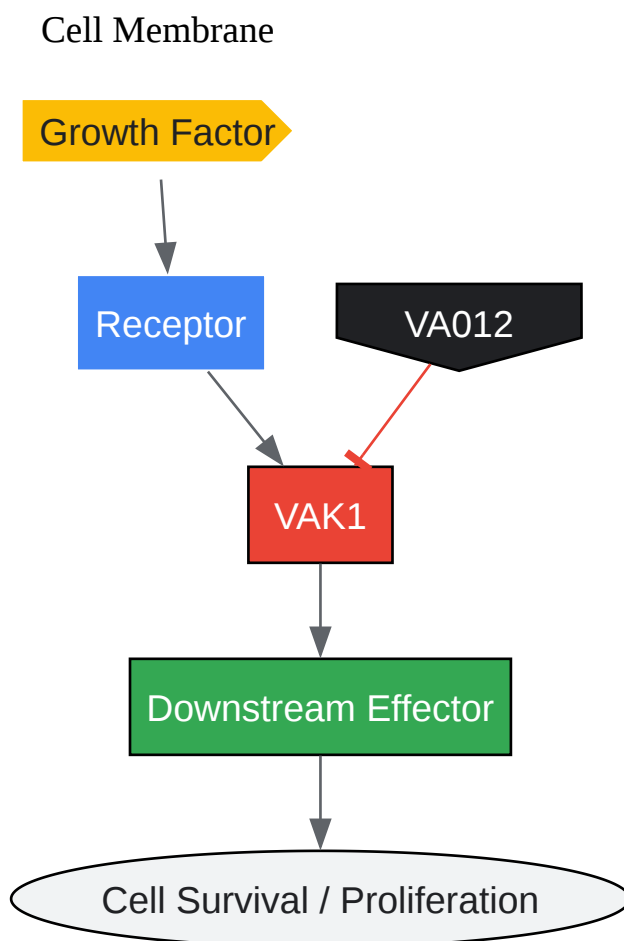 Cell Membrane
Growth Factor
Receptor
VA012
VAK1
Downstream Effector
Cell Survival / Proliferation